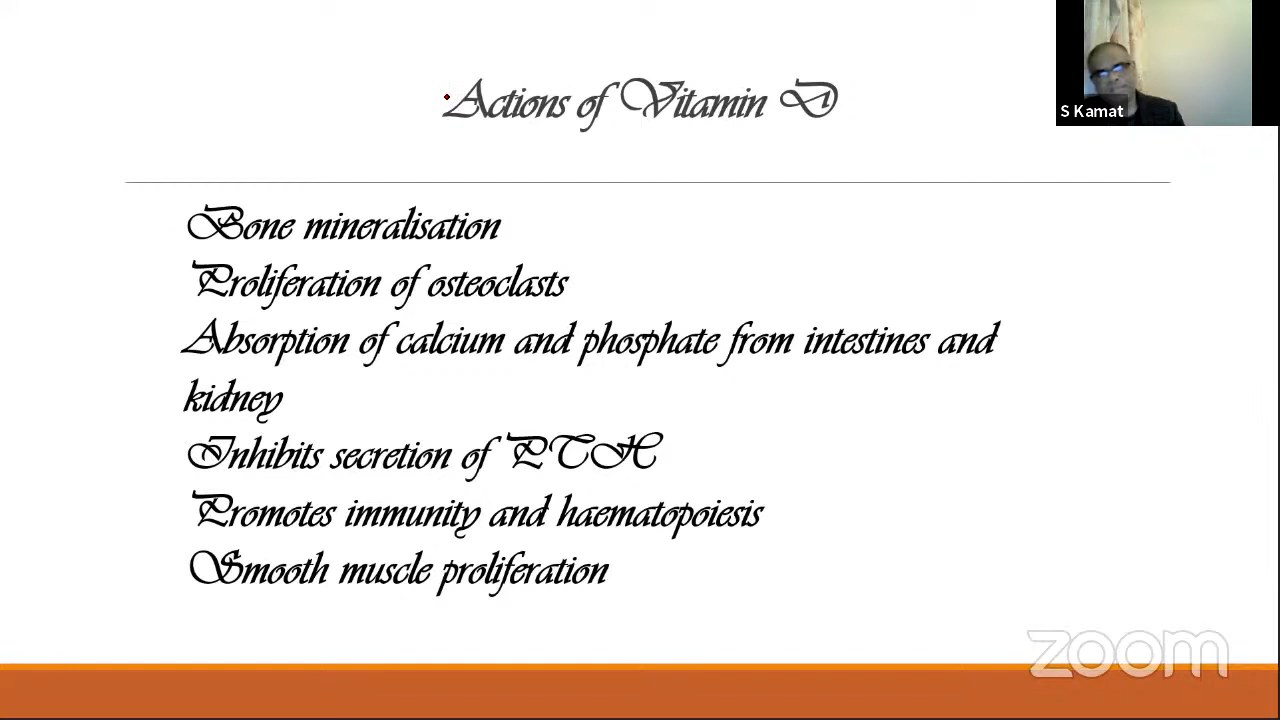 Actions of Vitamin D
S Kamat
Bone mineralisation
Proliferation of osteoclasts
Absorption of calcium and phosphate from intestines and
kidney
Inhibits secretion of PTH
Promotes immunity and haematopoiesis
Smooth muscle proliferation
zoom